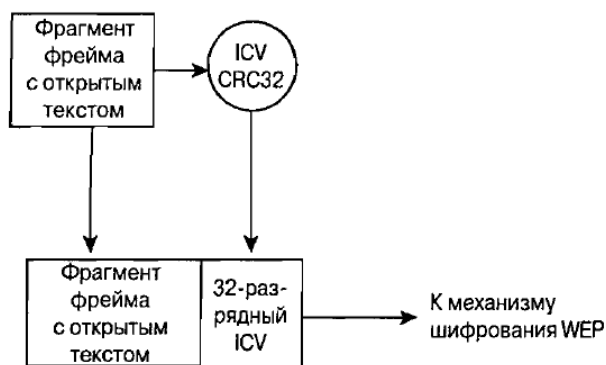 Фрагмент
фрейма
с открытым
текстом
ICV
CRC32
Фрагмент
фрейма
с открытым
текстом
32-раз-
рядный
ICV
К механизму
шифрования WEP